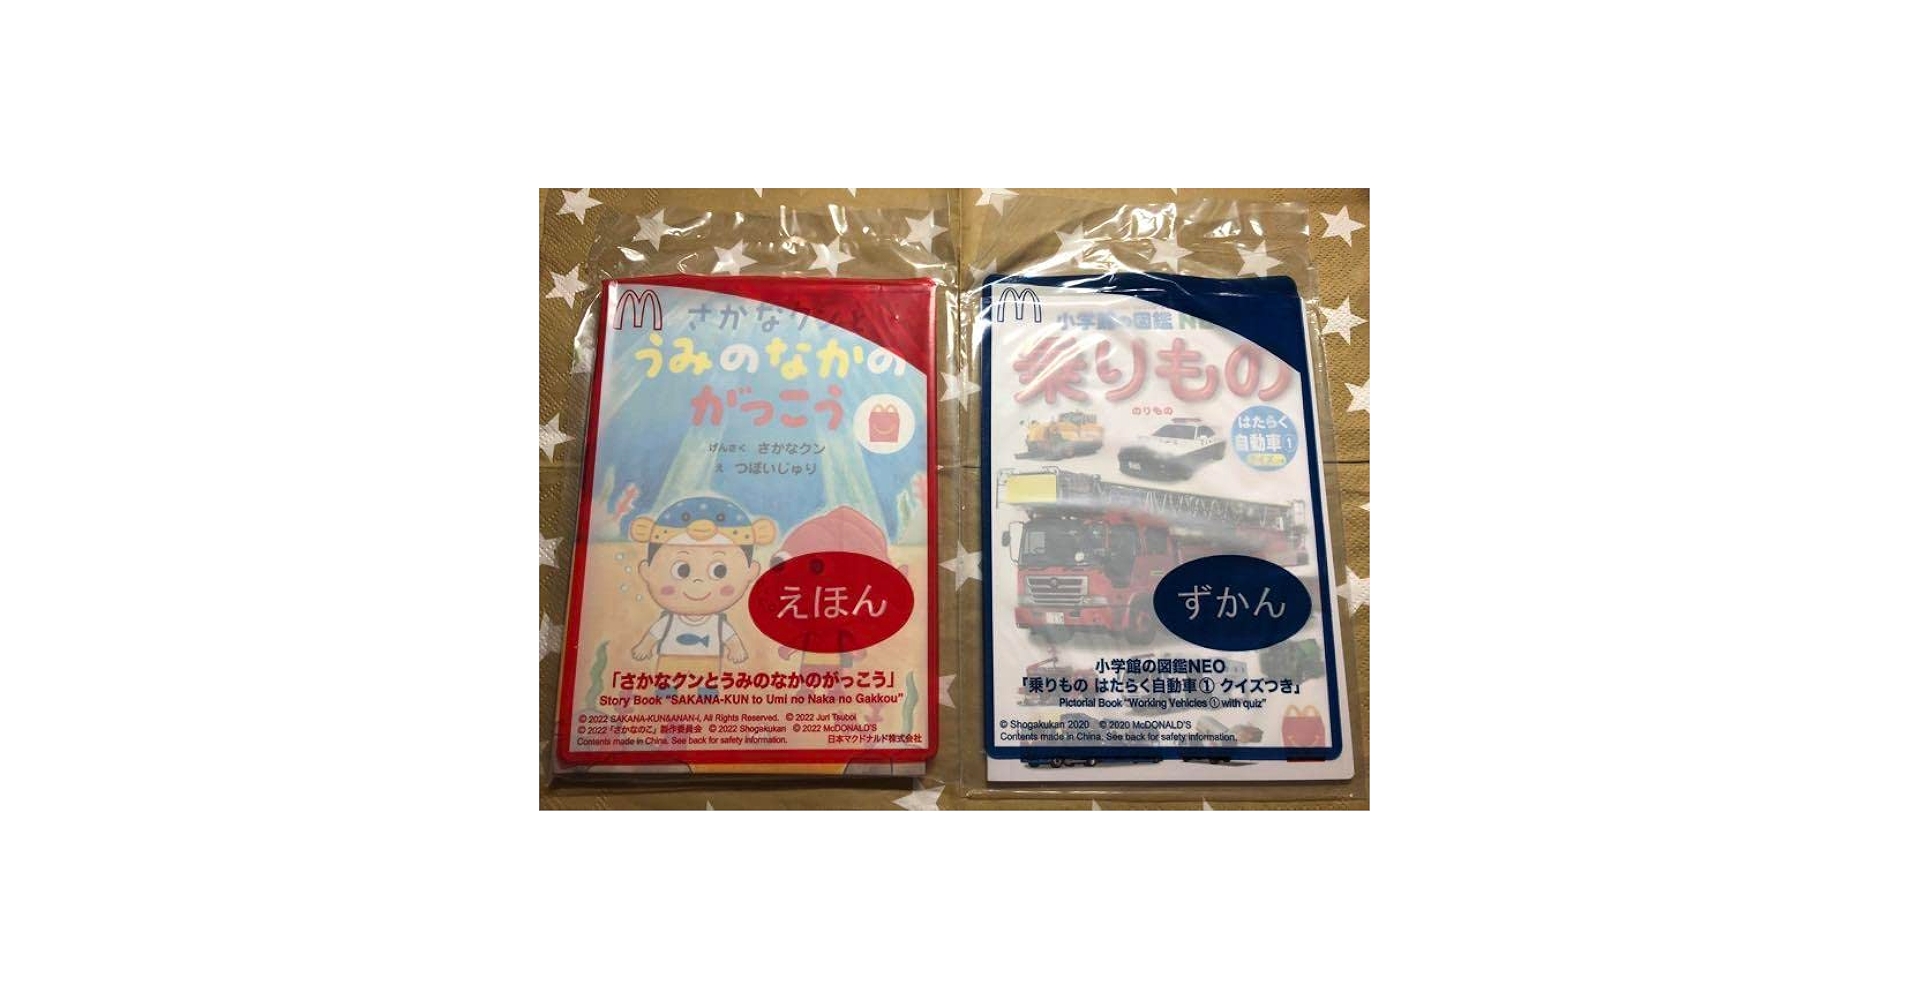 さかなクンと
うみのなかの
がっこう
げんさく さかなクン
え つぼいじゅり
えほん
「さかなクンとうみのなかのがっこう」
Story Book “SAKANA-KUN to Umi no Naka no Gakkou”
© 2022 SAKANA-KUN&ANAN-i, All Rights Reserved. © 2022 Juri Tsuboi
© 2022「さかなのこ」製作委員会 © 2022 Shogakukan © 2022 McDONALD'S
Contents made in China. See back for safety information. 日本マクドナルド株式会社
小学館の図鑑 NEO
乗りもの
のりもの
はたらく
自動車①
ずかん
小学館の図鑑NEO
「乗りもの はたらく自動車① クイズつき」
Pictorial Book “Working Vehicles ① with quiz”
© Shogakukan 2020 © 2020 McDONALD'S
Contents made in China. See back for safety information.